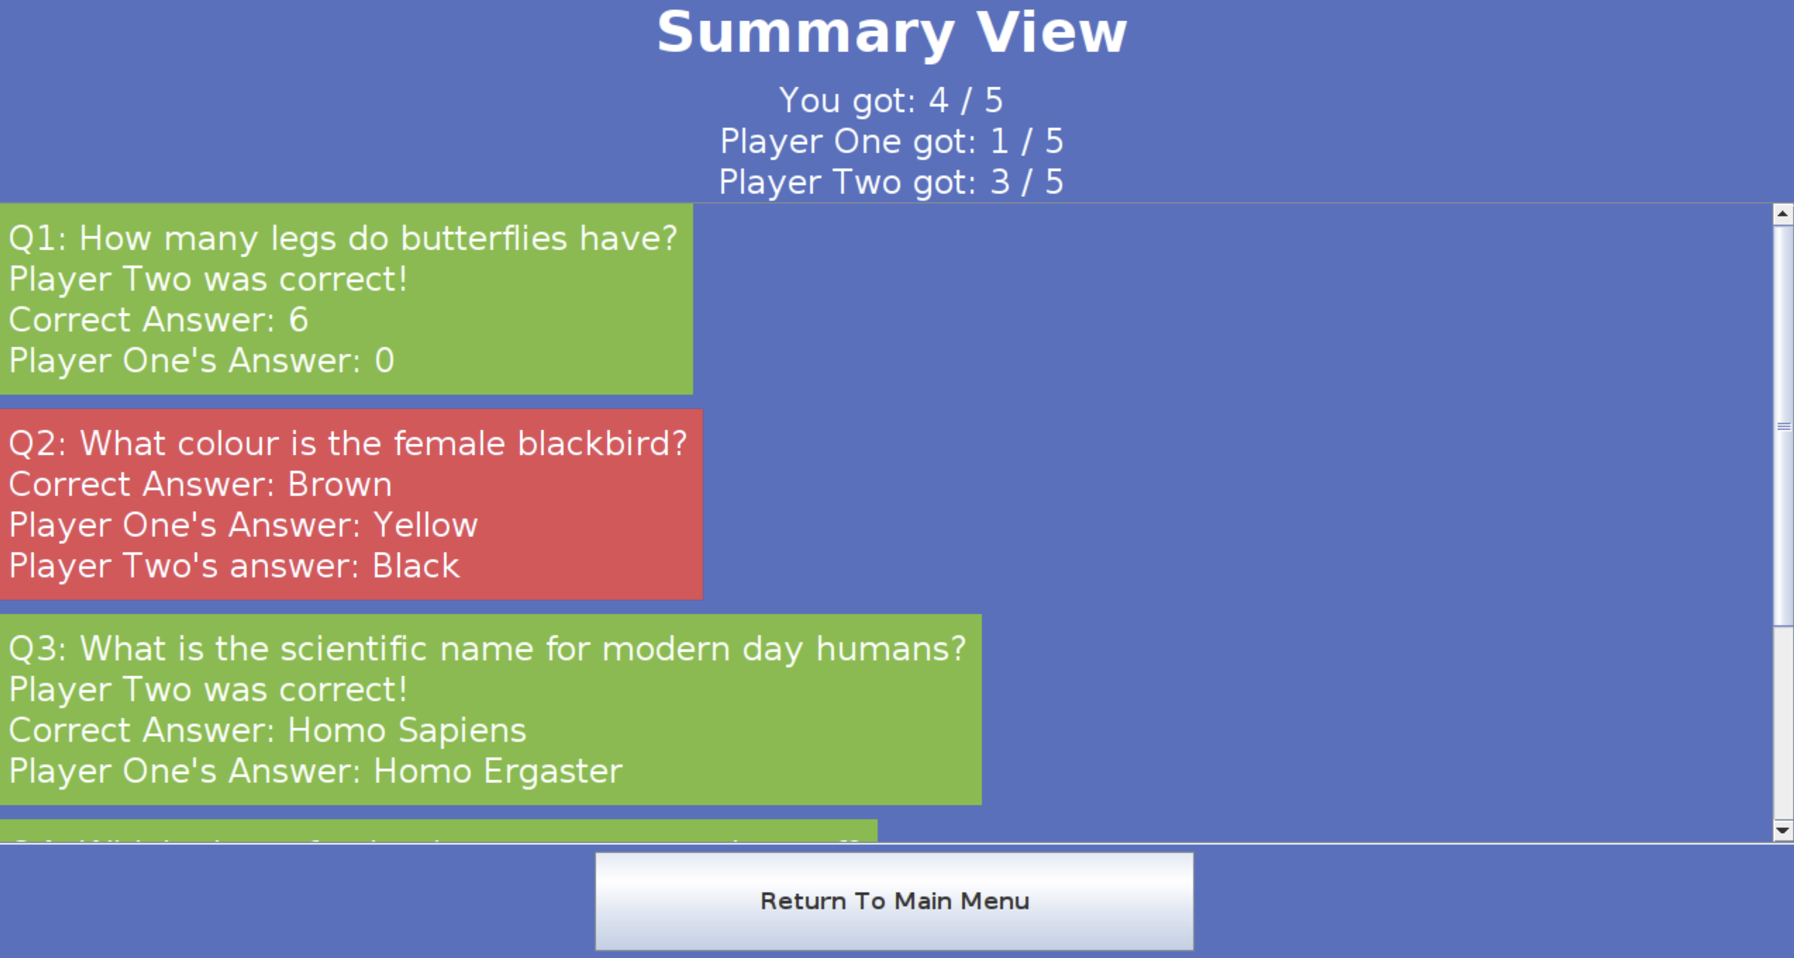 Summary View
You got: 4 / 5
Player One got: 1 / 5
Player Two got: 3 / 5
Q1: How many legs do butterflies have?
Player Two was correct!
Correct Answer: 6
Player One's Answer: 0
Q2: What colour is the female blackbird?
Correct Answer: Brown
Player One's Answer: Yellow
Player Two's answer: Black
Q3: What is the scientific name for modern day humans?
Player Two was correct!
Correct Answer: Homo Sapiens
Player One's Answer: Homo Ergaster
Return To Main Menu